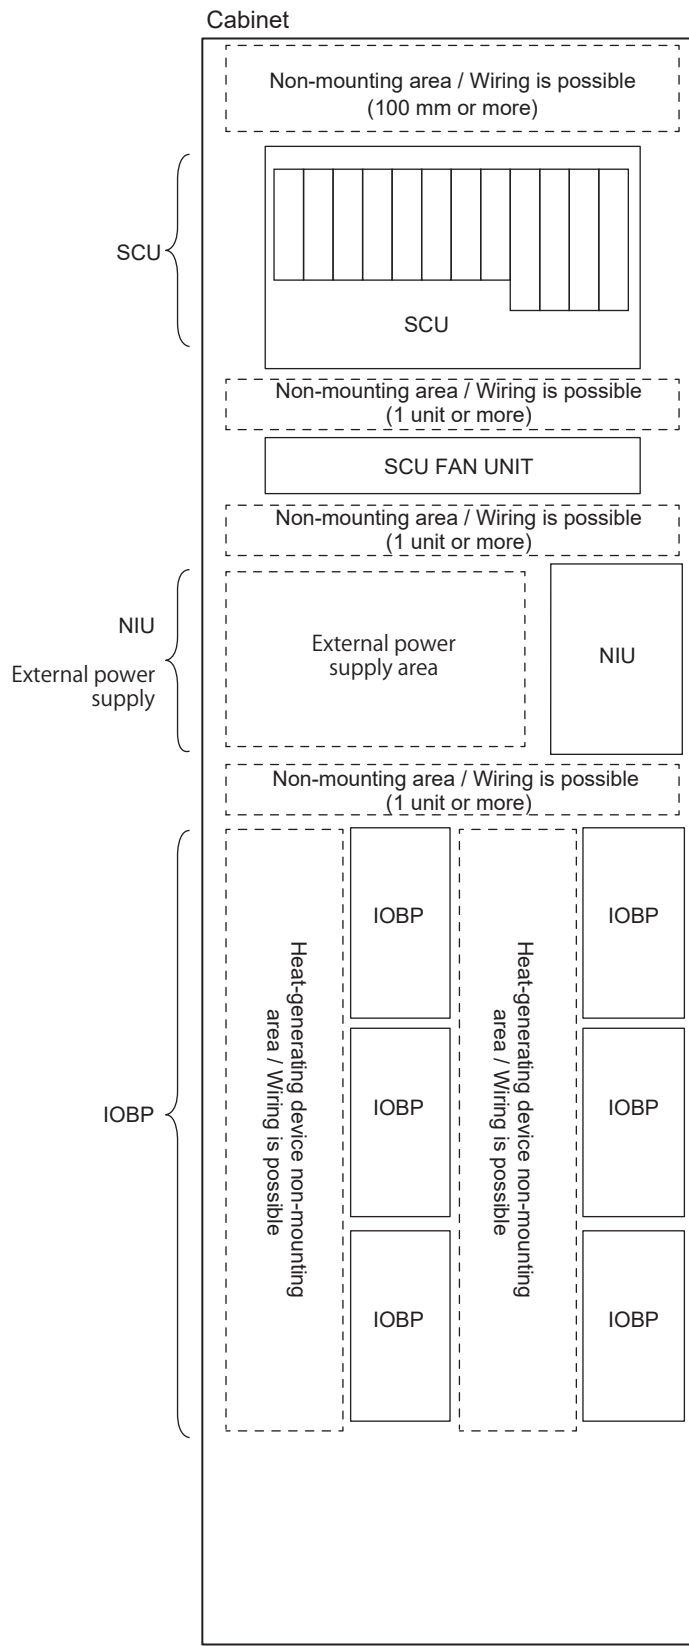 Cabinet
Non-mounting area / Wiring is possible
(100 mm or more)
SCU
SCU
Non-mounting area / Wiring is possible
(1 unit or more)
SCU FAN UNIT
Non-mounting area / Wiring is possible
(1 unit or more)
NIU
External power
supply
External power
supply area
NIU
Non-mounting area / Wiring is possible
(1 unit or more)
IOBP
Heat-generating device non-mounting
area / Wiring is possible
IOBP
IOBP
IOBP
Heat-generating device non-mounting
area / Wiring is possible
IOBP
IOBP
IOBP